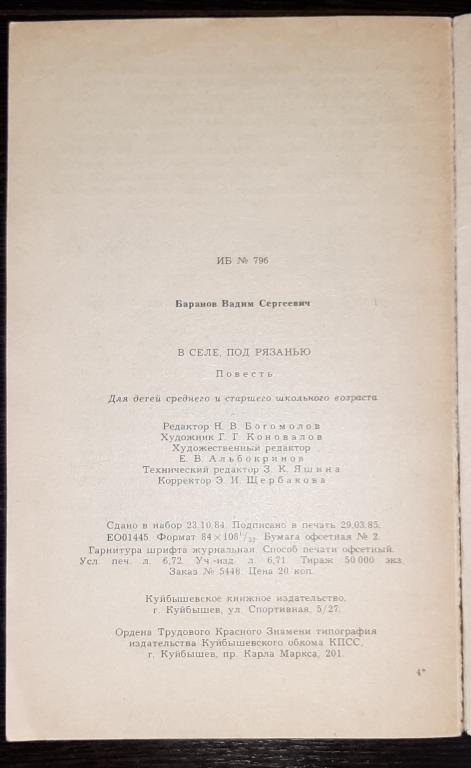 ИБ № 796
Баранов Вадим Сергеевич
В СЕЛЕ, ПОД РЯЗАНЬЮ
Повесть
Для детей среднего и старшего школьного возраста
Редактор Н. В. Богомолов
Художник Г. Г. Коновалов
Художественный редактор
Е. В. Альбокринов
Технический редактор З. К. Яшина
Корректор Э. И. Щербакова
Сдано в набор 23.10.84. Подписано в печать 29.03.85.
ЕО01445. Формат 84×108¹/₃₂. Бумага офсетная № 2.
Гарнитура шрифта журнальная. Способ печати офсетный.
Усл. печ. л. 6,72. Уч.-изд. л. 6,71. Тираж 50 000 экз.
Заказ № 5446. Цена 20 коп.
Куйбышевское книжное издательство,
г. Куйбышев, ул. Спортивная, 5/27.
Ордена Трудового Красного Знамени типография
издательства Куйбышевского обкома КПСС,
г. Куйбышев, пр. Карла Маркса, 201.
4*